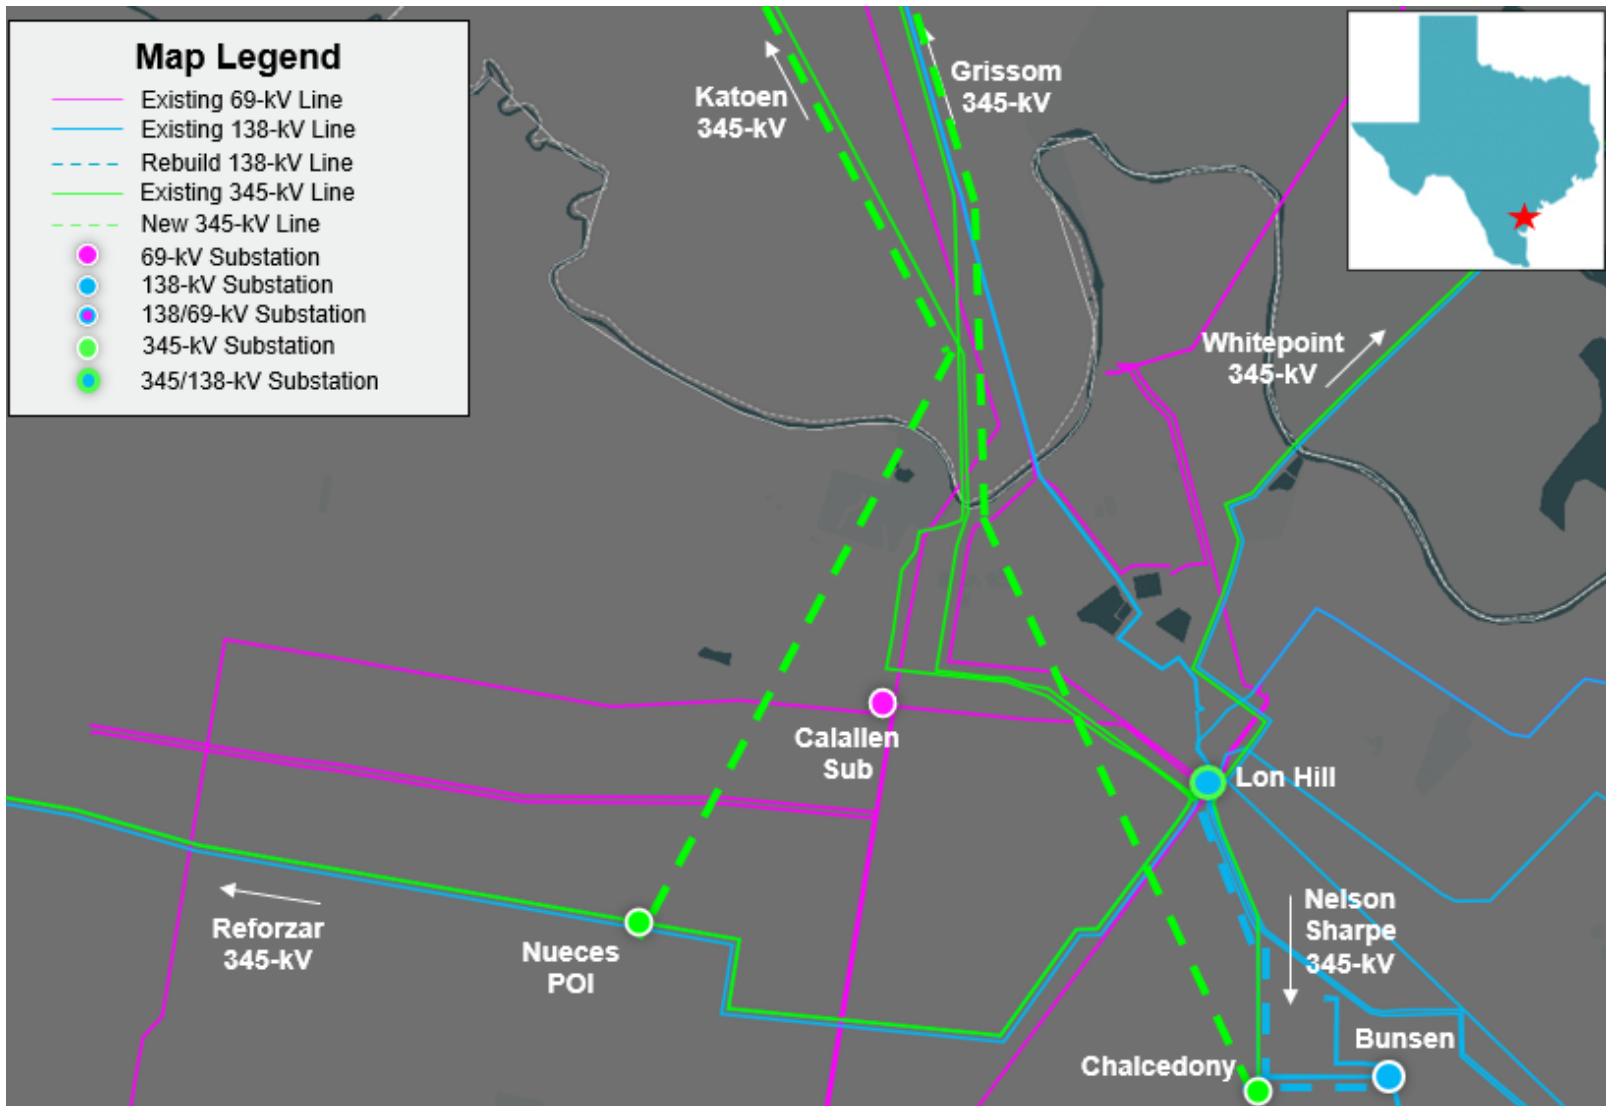 Map Legend
Existing 69-kV Line
Existing 138-kV Line
Rebuild 138-kV Line
Existing 345-kV Line
New 345-kV Line
69-kV Substation
138-kV Substation
138/69-kV Substation
345-kV Substation
345/138-kV Substation
Katoen
345-kV
Grissom
345-kV
Whitepoint
345-kV
Calallen
Sub
Lon Hill
Reforzar
345-kV
Nueces
POI
Nelson
Sharpe
345-kV
Bunsen
Chalcedony